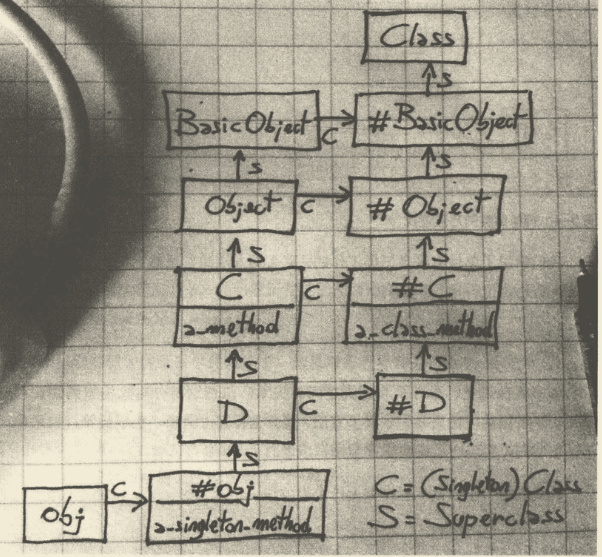 Class
S
BasicObject
C
#BasicObject
S
S
Object
C
#Object
S
S
C
C
#C
a_method
a_class_method
S
S
D
C
#D
S
obj
C
#obj
a_singleton_method
C = (Singleton) Class
S = Superclass